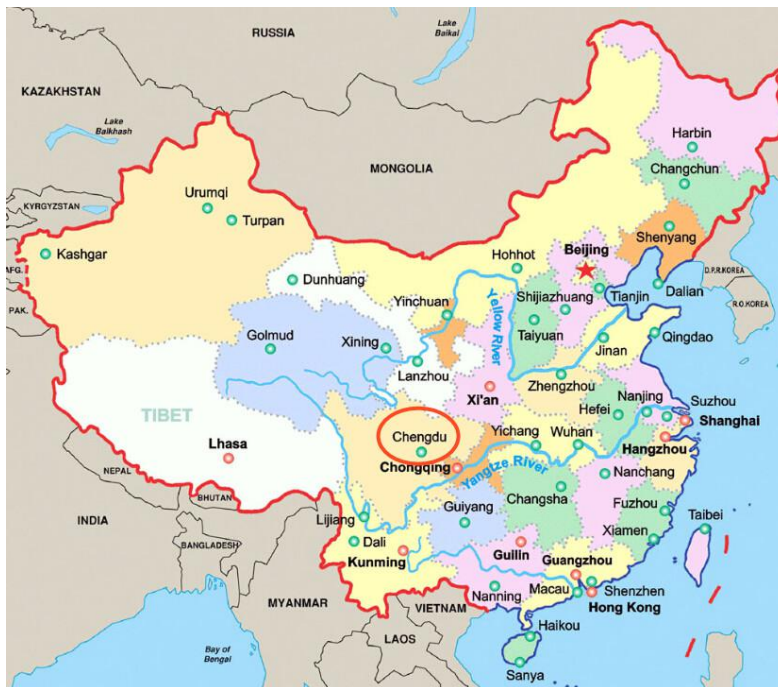 RUSSIA
Lake
Baikal
KAZAKHSTAN
Lake
Balkhash
MONGOLIA
Harbin
Changchun
Urumqi
Turpan
KYRGYZSTAN
Shenyang
Kashgar
Hohhot
Beijing
AFG.
Dunhuang
D.P.R.KOREA
Tianjin
Dalian
Yinchuan
Shijiazhuang
PAK.
R.O.KOREA
Yellow River
Golmud
Xining
Taiyuan
Qingdao
Jinan
Lanzhou
Zhengzhou
Xi'an
Nanjing
Suzhou
TIBET
Hefei
Shanghai
Chengdu
Yichang
Wuhan
Lhasa
Hangzhou
Chongqing
Yangtze River
Nanchang
NEPAL
Changsha
BHUTAN
Guiyang
Fuzhou
Taibei
INDIA
Lijiang
Xiamen
Dali
BANGLADESH
Guilin
Guangzhou
Kunming
Shenzhen
Macau
Nanning
Hong Kong
MYANMAR
VIETNAM
Haikou
LAOS
Bay of
Bengal
Sanya